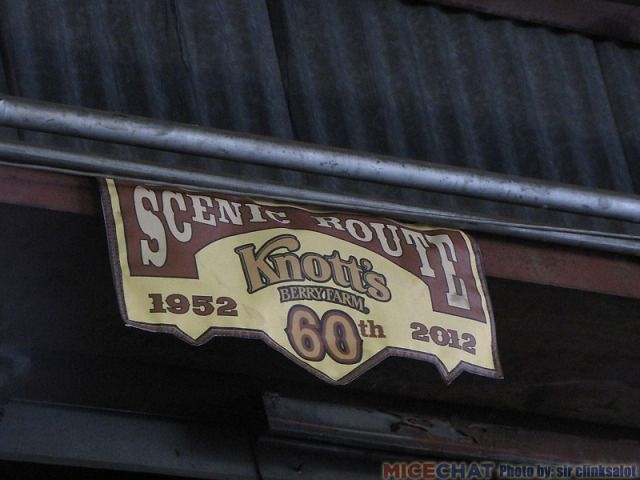 SCENIC ROUTE
Knott's
BERRY FARM
1952 60th 2012
MICECHAT Photo by: sir clinksalot